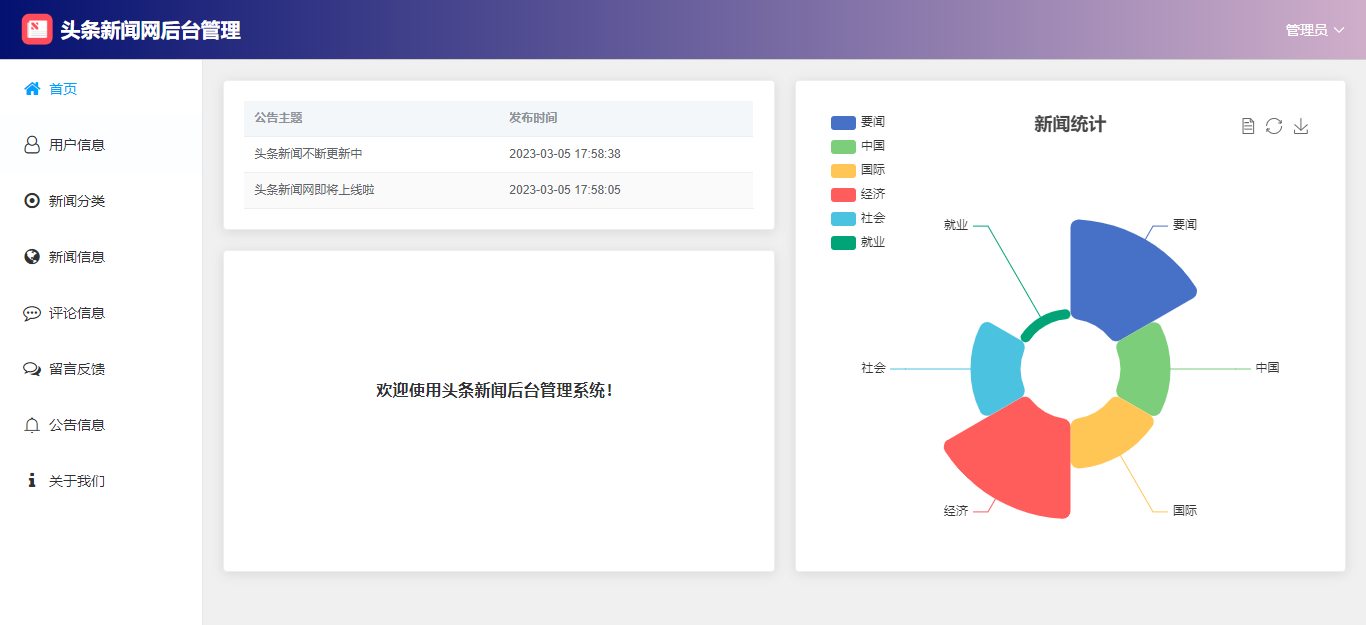 头条新闻网后台管理
管理员
首页
用户信息
新闻分类
新闻信息
评论信息
留言反馈
公告信息
关于我们
公告主题 发布时间
头条新闻不断更新中 2023-03-05 17:58:38
头条新闻网即将上线啦 2023-03-05 17:58:05
欢迎使用头条新闻后台管理系统！
新闻统计
要闻
中国
国际
经济
社会
就业
就业
要闻
社会
中国
经济
国际